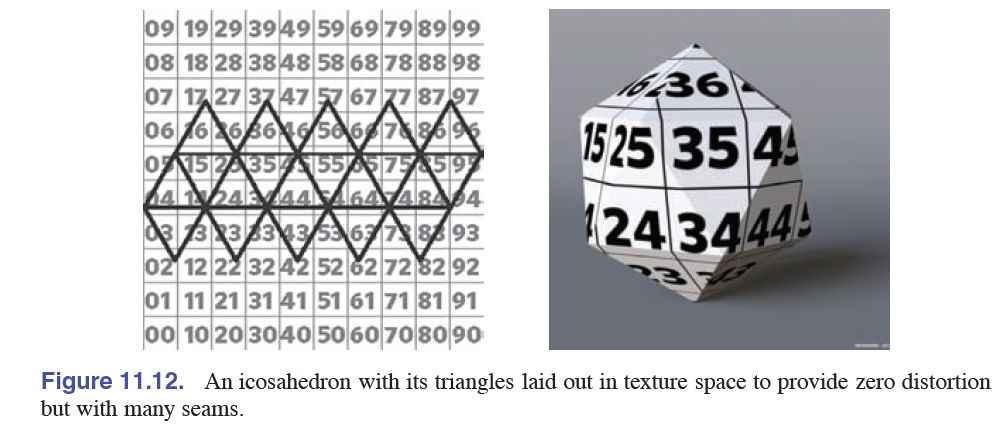 09 19 29 39 49 59 69 79 89 99
08 18 28 38 48 58 68 78 88 98
07 17 27 37 47 57 67 77 87 97
06 16 26 36 46 56 66 76 86 96
05 15 25 35 45 55 65 75 85 95
04 14 24 34 44 54 64 74 84 94
03 13 23 33 43 53 63 73 83 93
02 12 22 32 42 52 62 72 82 92
01 11 21 31 41 51 61 71 81 91
00 10 20 30 40 50 60 70 80 90
16 26 36
15 25 35 45
24 34 44
Figure 11.12. An icosahedron with its triangles laid out in texture space to provide zero distortion
but with many seams.